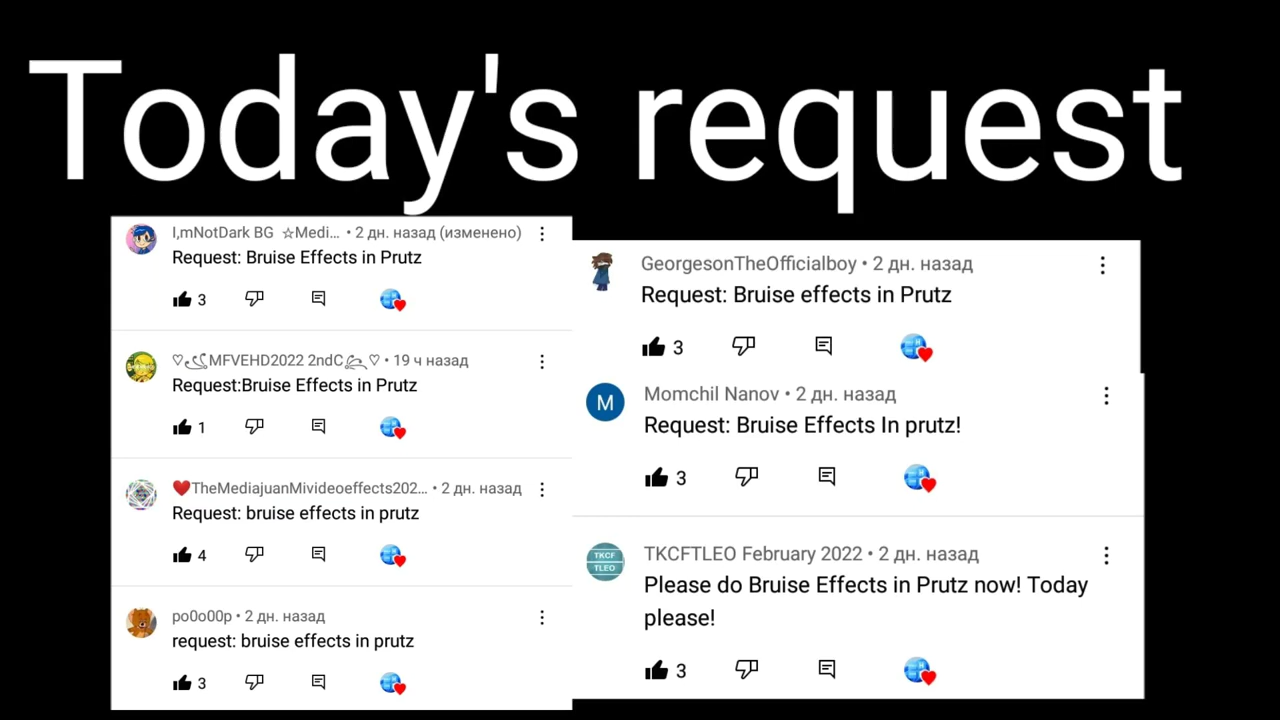 Today's request
I,mNotDark BG ☆Medi... • 2 дн. назад (изменено)
Request: Bruise Effects in Prutz
3
♡MFVEHD2022 2ndC♡ • 19 ч назад
Request:Bruise Effects in Prutz
1
❤️TheMediajuanMivideoeffects202... • 2 дн. назад
Request: bruise effects in prutz
4
po0o00p • 2 дн. назад
request: bruise effects in prutz
3
GeorgesonTheOfficialboy • 2 дн. назад
Request: Bruise effects in Prutz
3
M
Momchil Nanov • 2 дн. назад
Request: Bruise Effects In prutz!
3
TKCF
TLEO
TKCFTLEO February 2022 • 2 дн. назад
Please do Bruise Effects in Prutz now! Today
please!
3